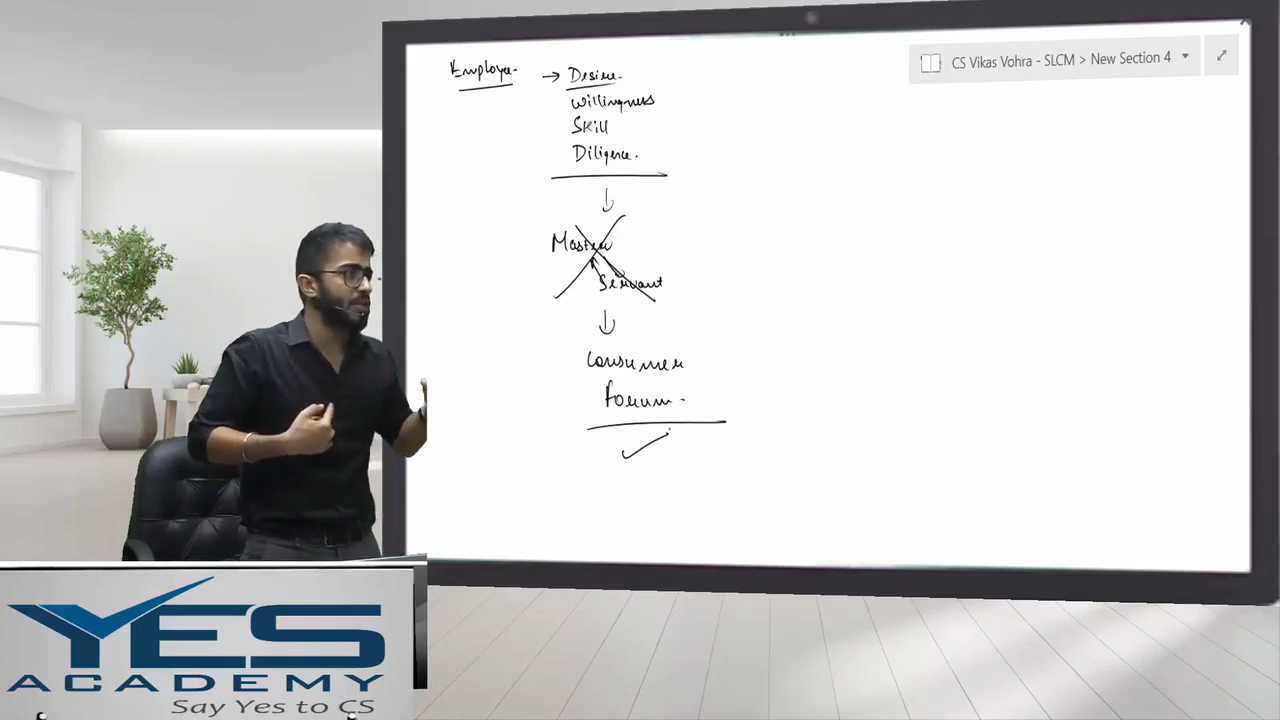 CS Vikas Vohra - SLCM > New Section 4
Employee → Desire
Willingness
Skill
Diligence.
Master
Servant
Consumer
Forum.
YES
ACADEMY
Say Yes to CS